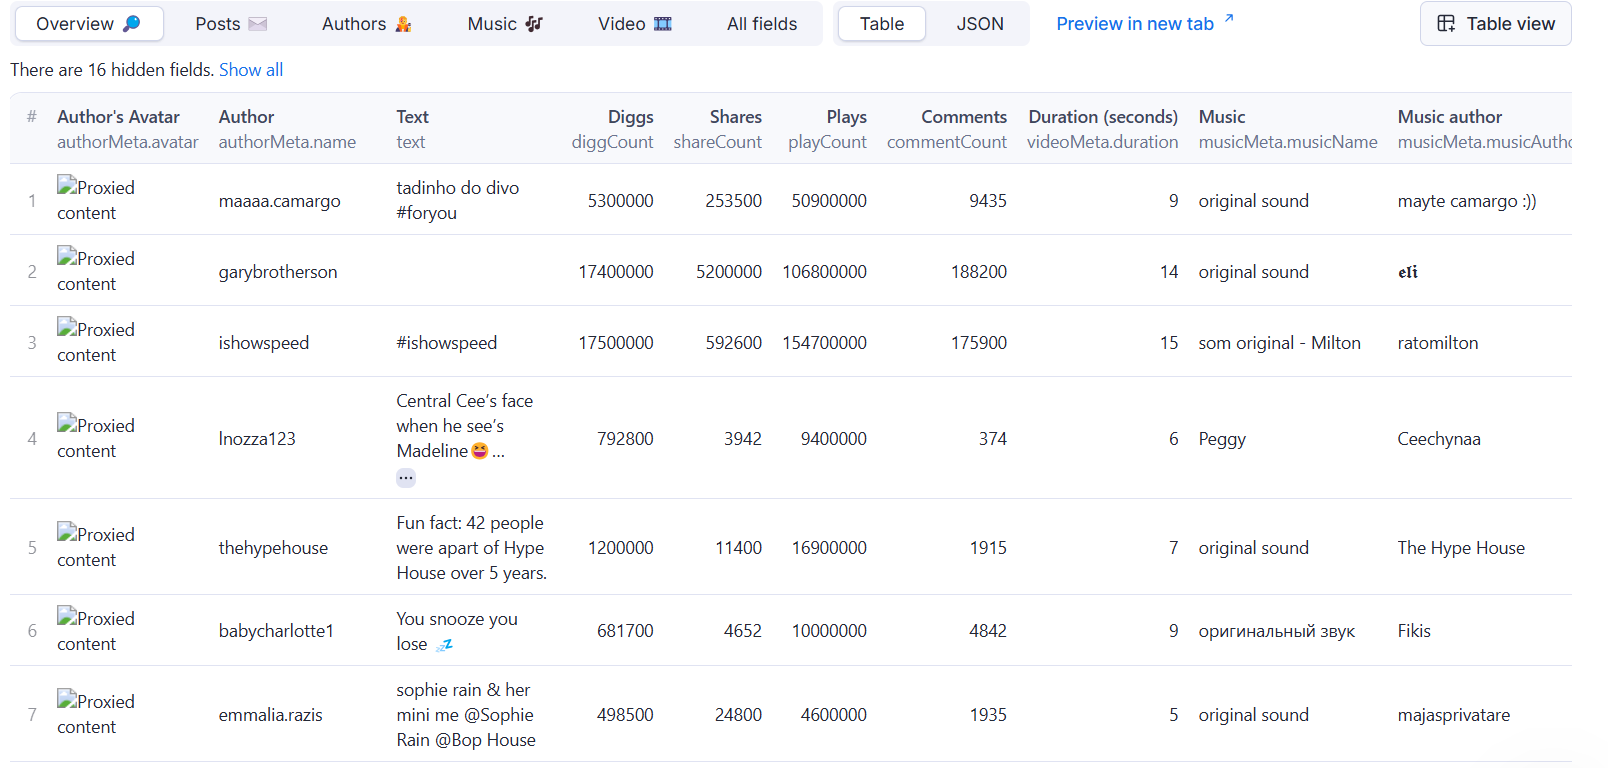 Overview 🔎 Posts ✉️ Authors 🧑‍🎤 Music 🎶 Video 🎞️ All fields Table JSON Preview in new tab ↗ Table view
There are 16 hidden fields. Show all
# Author's Avatar Author Text Diggs Shares Plays Comments Duration (seconds) Music Music author
authorMeta.avatar authorMeta.name text diggCount shareCount playCount commentCount videoMeta.duration musicMeta.musicName musicMeta.musicAutho
1 Proxied content maaaa.camargo tadinho do divo #foryou 5300000 253500 50900000 9435 9 original sound mayte camargo :))
2 Proxied content garybrotherson 17400000 5200000 106800000 188200 14 original sound 𝖊𝖑𝖎
3 Proxied content ishowspeed #ishowspeed 17500000 592600 154700000 175900 15 som original - Milton ratomilton
4 Proxied content lnozza123 Central Cee’s face when he see’s Madeline😆 ... 792800 3942 9400000 374 6 Peggy Ceechynaa
5 Proxied content thehypehouse Fun fact: 42 people were apart of Hype House over 5 years. 1200000 11400 16900000 1915 7 original sound The Hype House
6 Proxied content babycharlotte1 You snooze you lose 💤 681700 4652 10000000 4842 9 оригинальный звук Fikis
7 Proxied content emmalia.razis sophie rain & her mini me @Sophie Rain @Bop House 498500 24800 4600000 1935 5 original sound majasprivatare